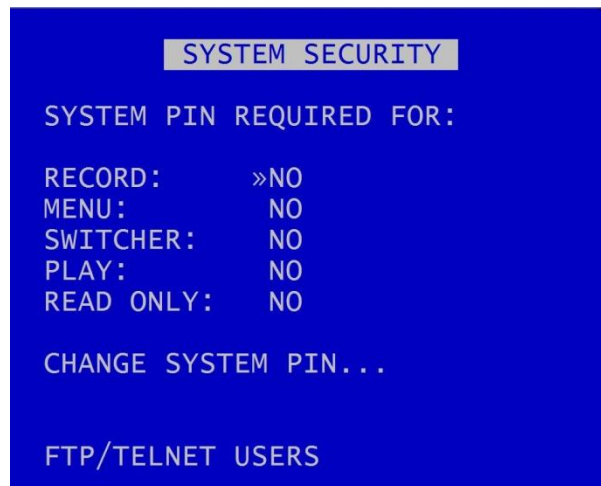 SYSTEM SECURITY
SYSTEM PIN REQUIRED FOR:
RECORD: »NO
MENU: NO
SWITCHER: NO
PLAY: NO
READ ONLY: NO
CHANGE SYSTEM PIN...
FTP/TELNET USERS